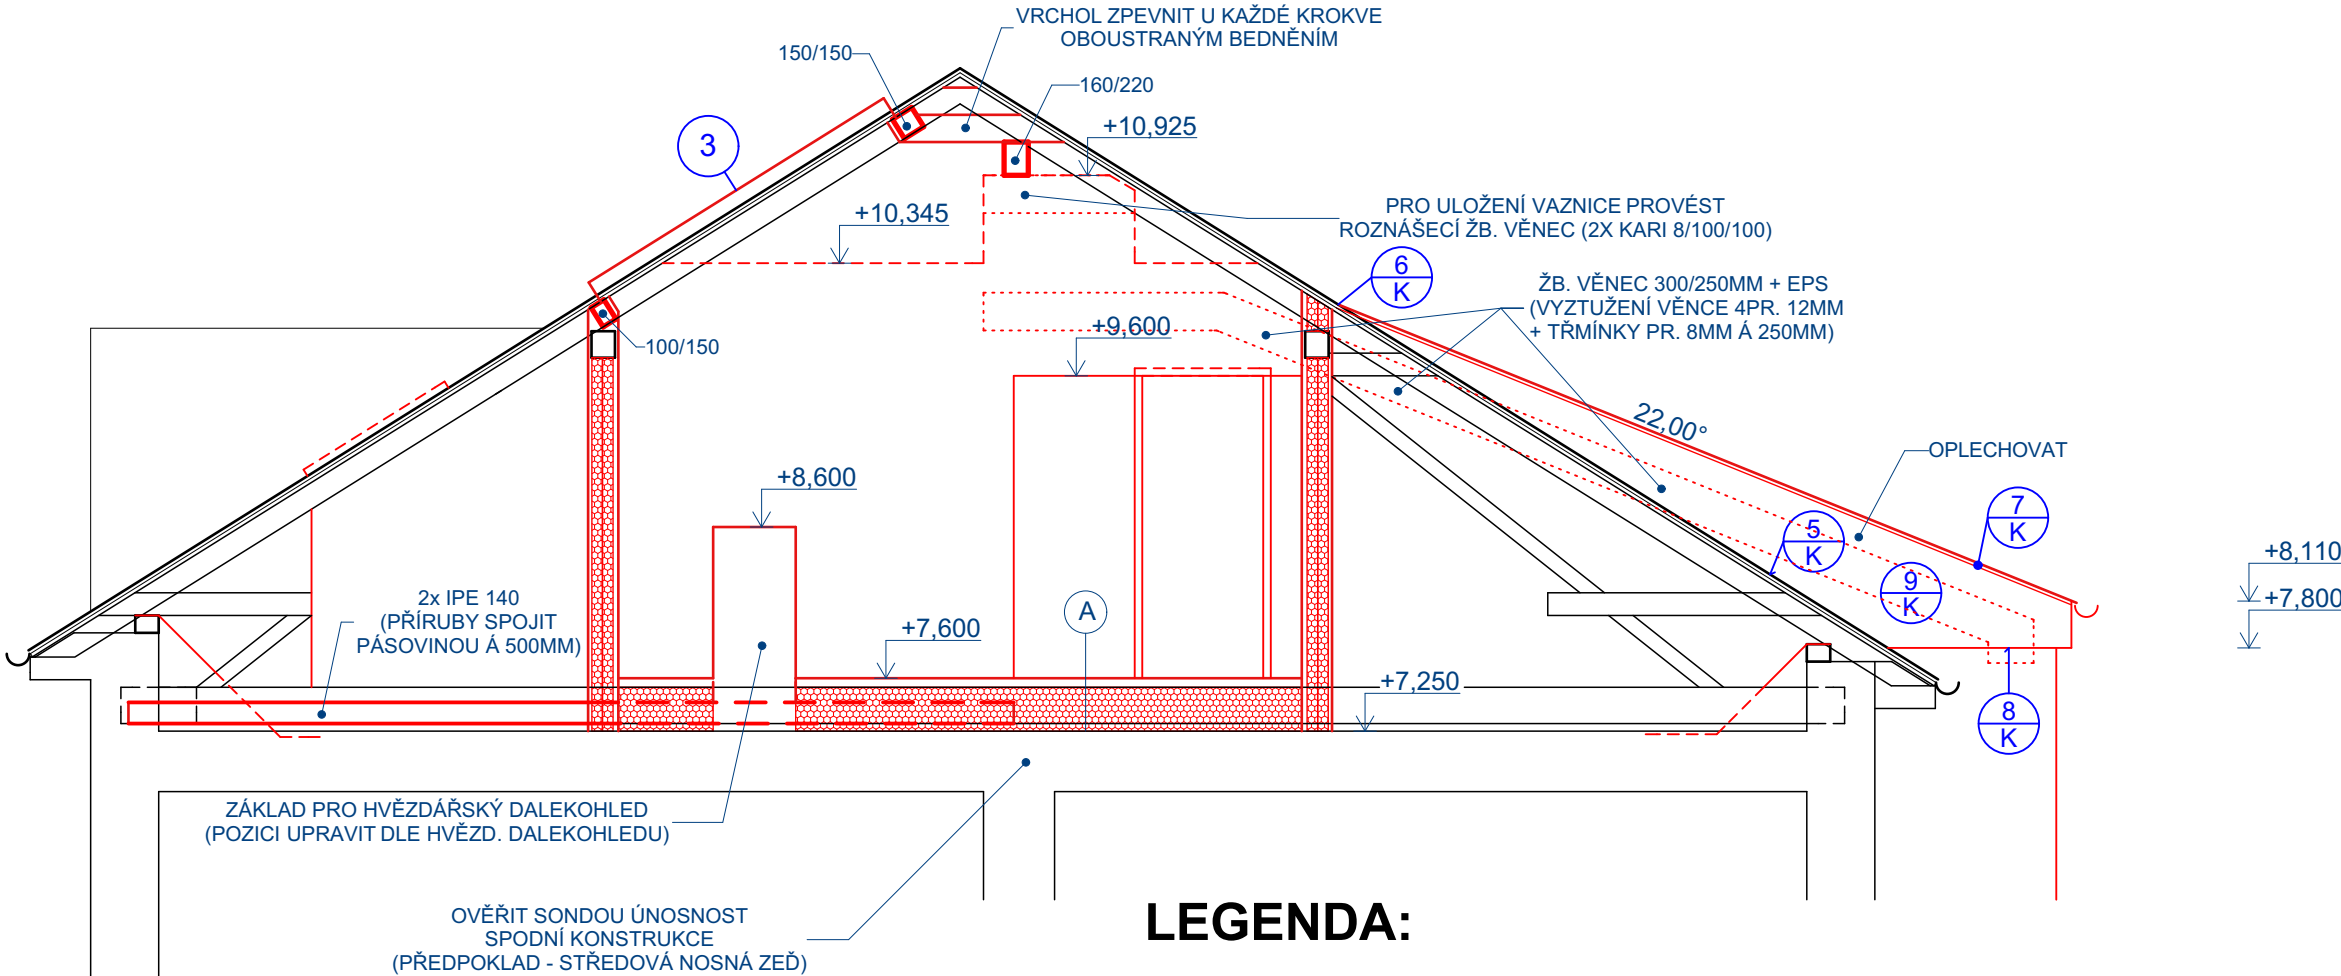 VRCHOL ZPEVNIT U KAŽDÉ KROKVE
OBOUSTRANÝM BEDNĚNÍM
150/150
160/220
+10,925
3
+10,345
PRO ULOŽENÍ VAZNICE PROVÉST
ROZNÁŠECÍ ŽB. VĚNEC (2X KARI 8/100/100)
6
K
ŽB. VĚNEC 300/250MM + EPS
(VYZTUŽENÍ VĚNCE 4PR. 12MM
+ TŘMÍNKY PR. 8MM Á 250MM)
+9,600
100/150
22,00°
OPLECHOVAT
+8,600
7
K
5
K
+8,110
9
K
+7,800
2x IPE 140
(PŘÍRUBY SPOJIT
PÁSOVINOU Á 500MM)
A
+7,600
+7,250
8
K
ZÁKLAD PRO HVĚZDÁŘSKÝ DALEKOHLED
(POZICI UPRAVIT DLE HVĚZD. DALEKOHLEDU)
OVĚŘIT SONDOU ÚNOSNOST
SPODNÍ KONSTRUKCE
(PŘEDPOKLAD - STŘEDOVÁ NOSNÁ ZEĎ)
LEGENDA: